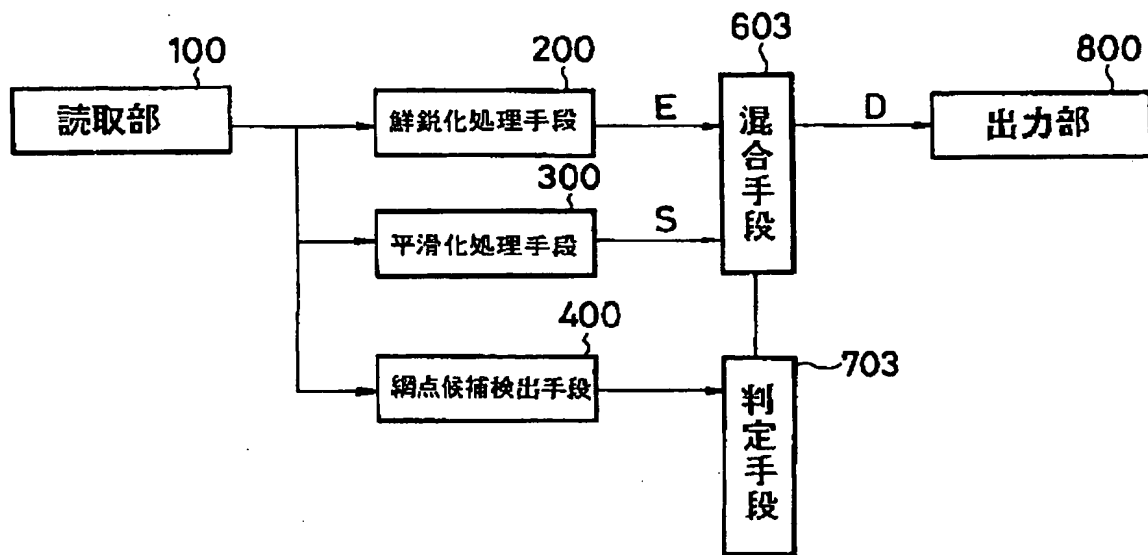 100
読取部
200
鮮鋭化処理手段
E
300
平滑化処理手段
S
400
網点候補検出手段
603
混合手段
703
判定手段
D
800
出力部